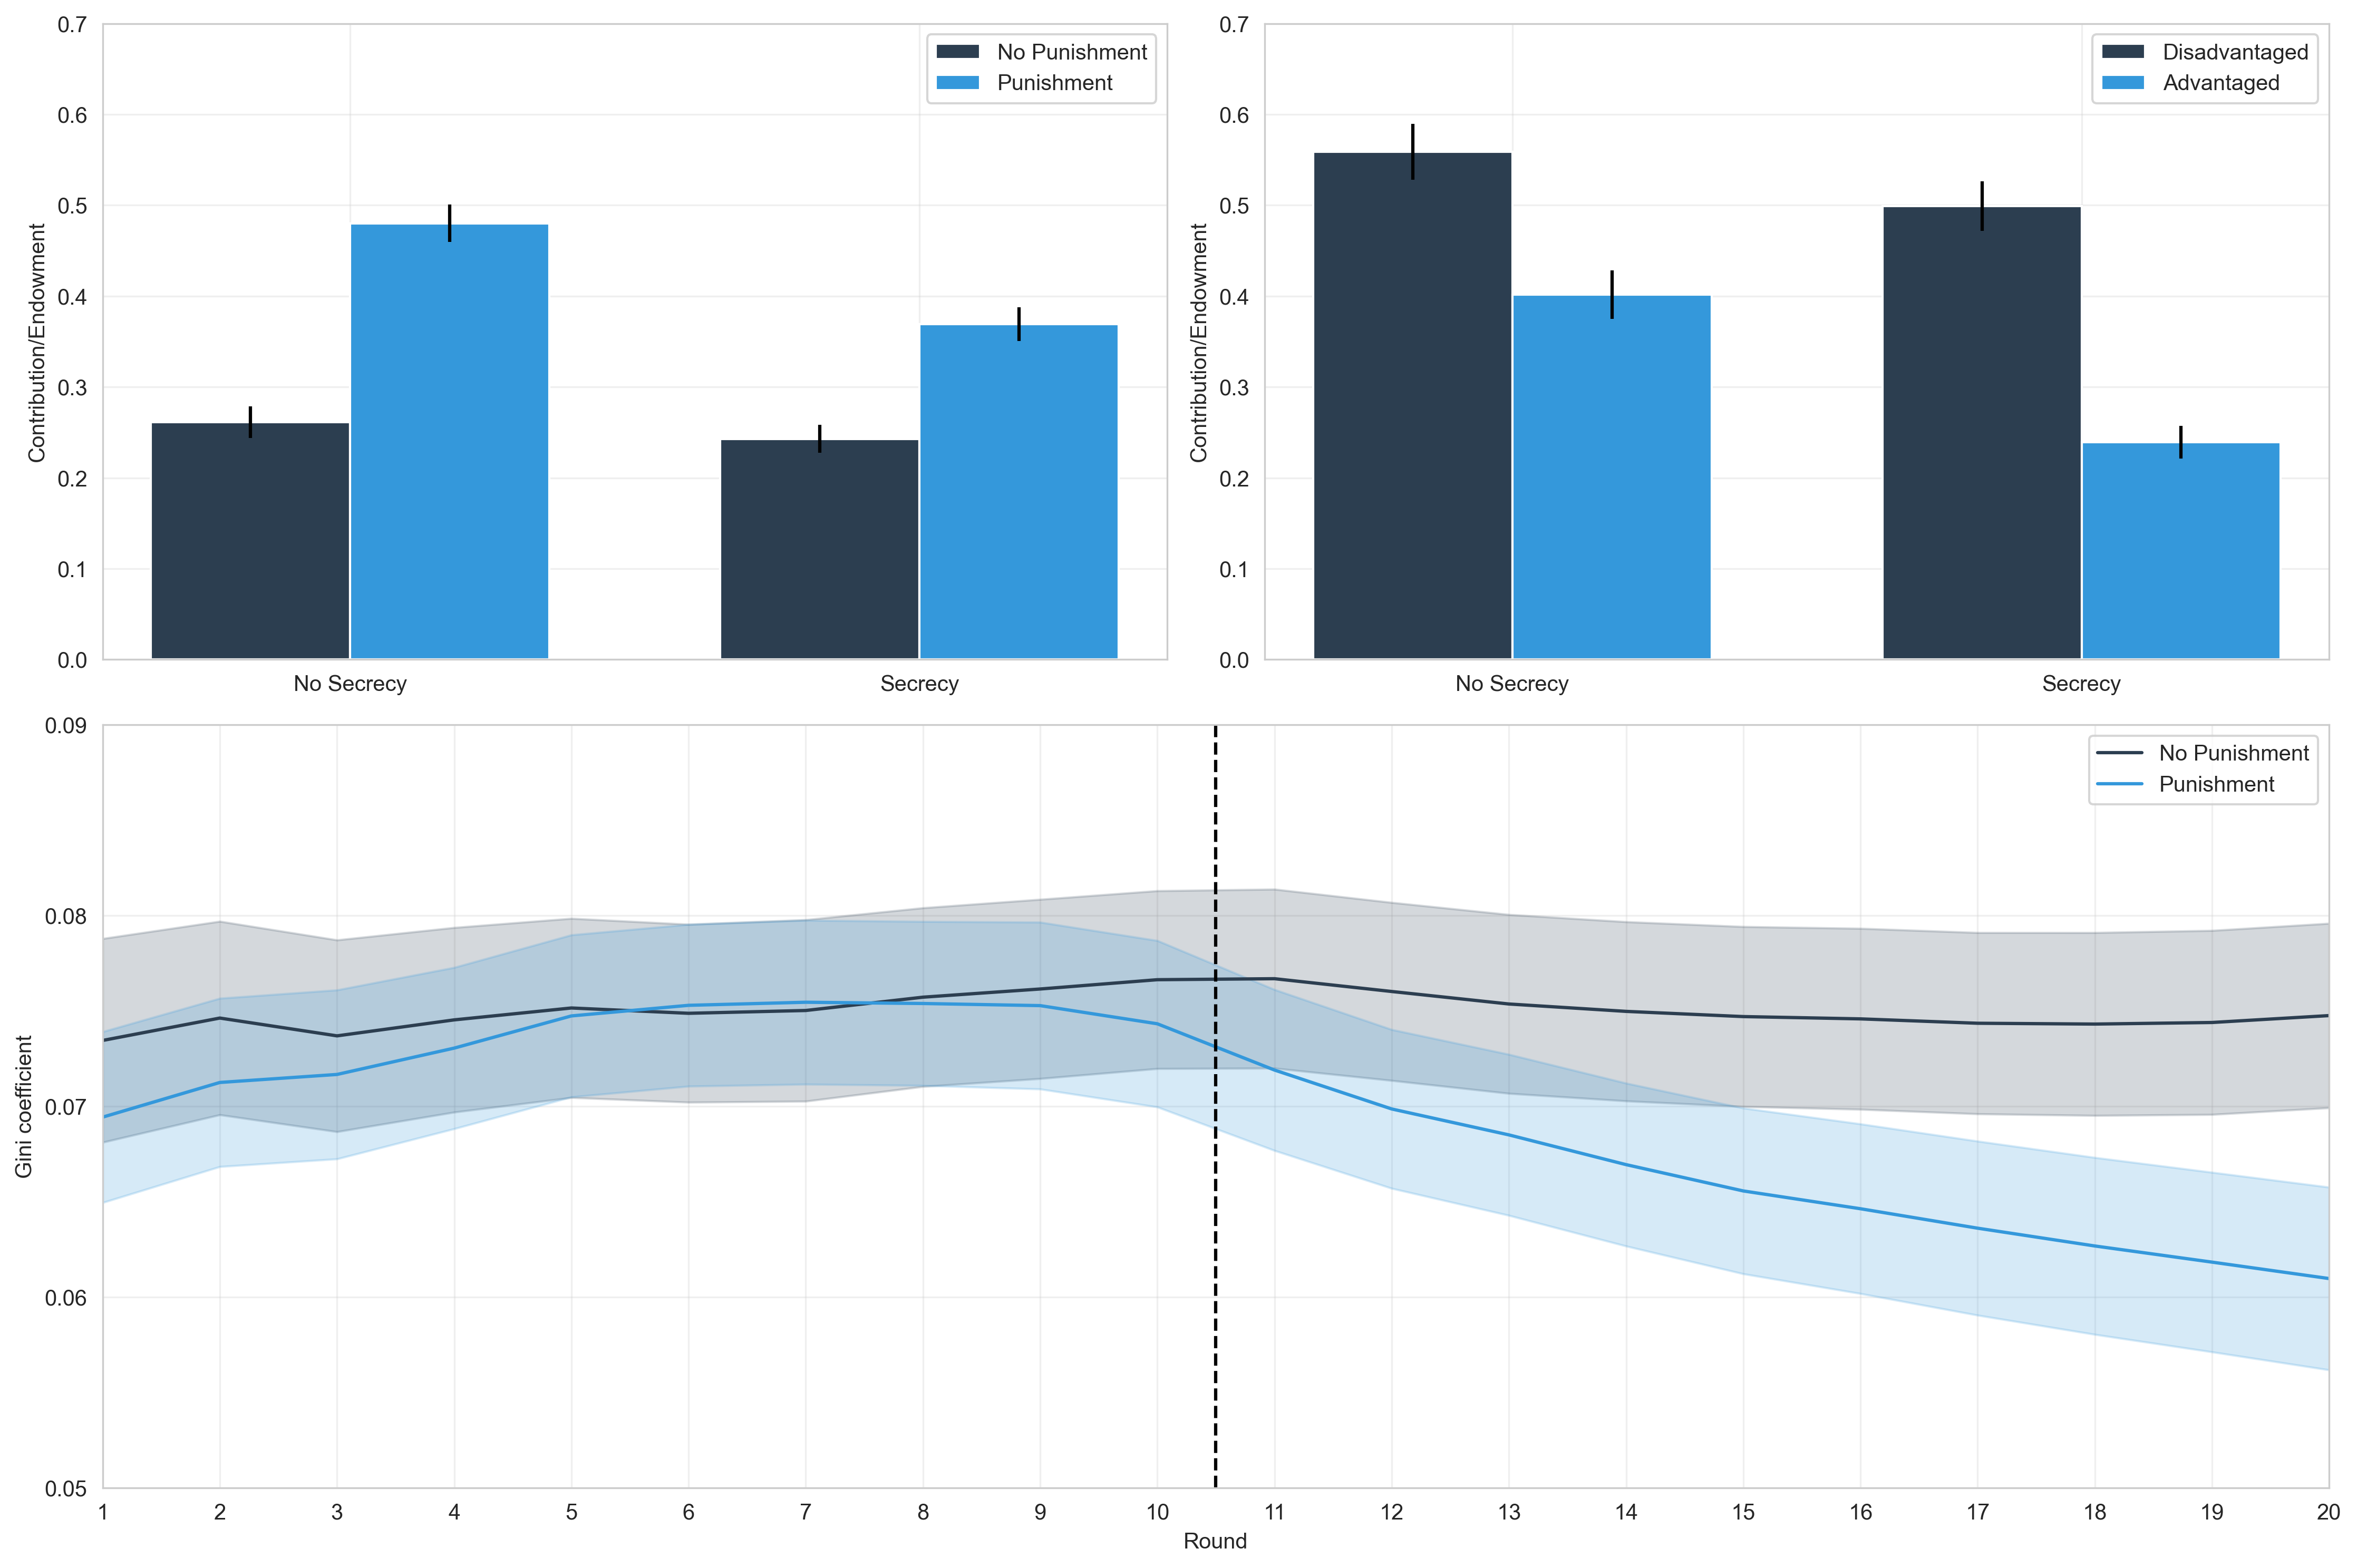 0.7
0.6
0.5
0.4
0.3
0.2
0.1
0.0
Contribution/Endowment
No Punishment
Punishment
No Secrecy
Secrecy
0.7
0.6
0.5
0.4
0.3
0.2
0.1
0.0
Contribution/Endowment
Disadvantaged
Advantaged
No Secrecy
Secrecy
0.09
0.08
0.07
0.06
0.05
Gini coefficient
No Punishment
Punishment
1 2 3 4 5 6 7 8 9 10 11 12 13 14 15 16 17 18 19 20
Round